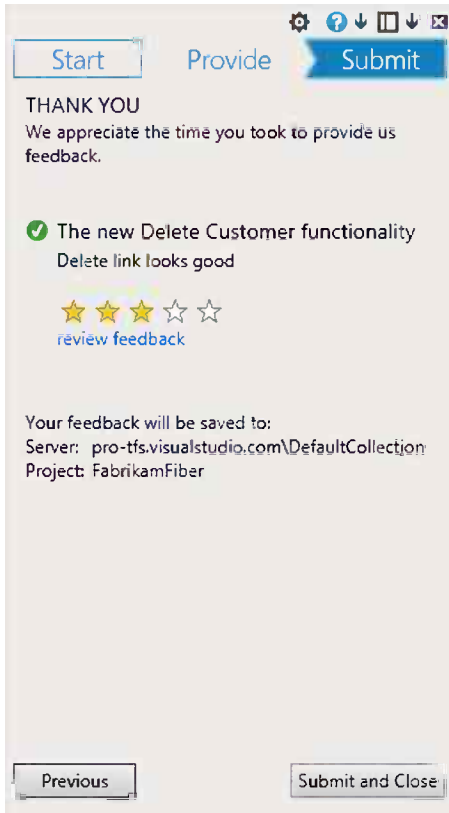 Start Provide Submit
THANK YOU
We appreciate the time you took to provide us
feedback.
The new Delete Customer functionality
Delete link looks good
review feedback
Your feedback will be saved to:
Server: pro-tfs.visualstudio.com\DefaultCollection
Project: FabrikamFiber
Previous Submit and Close